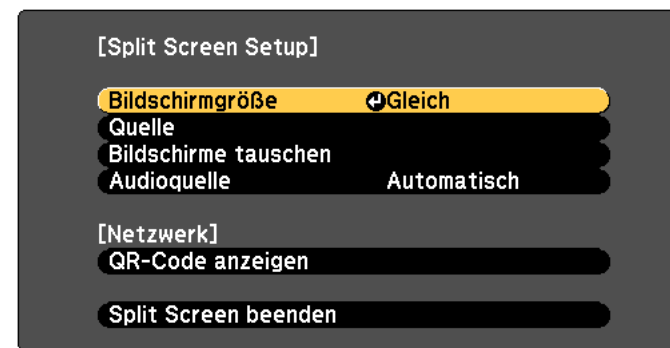 [Split Screen Setup]
Bildschirmgröße Gleich
Quelle
Bildschirme tauschen
Audioquelle Automatisch
[Netzwerk]
QR-Code anzeigen
Split Screen beenden